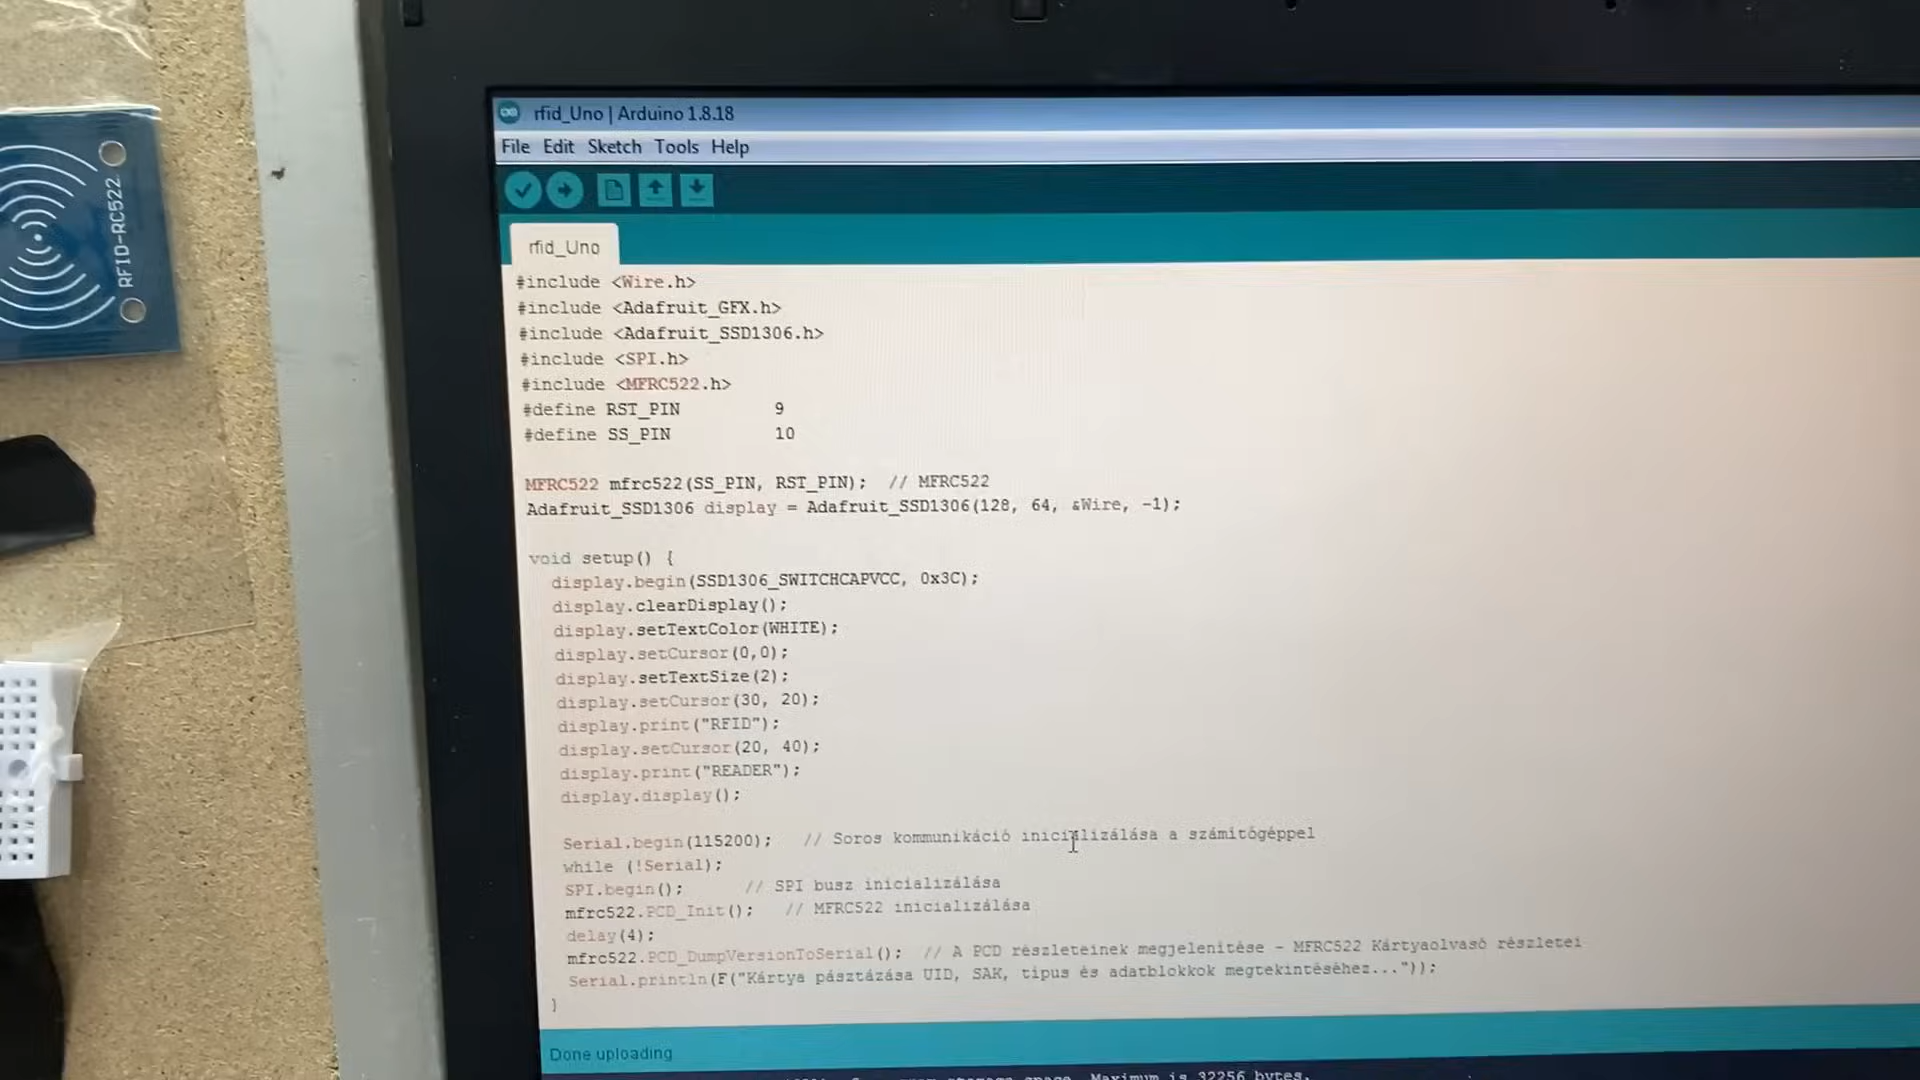 RFID-RC522
rfid_Uno | Arduino 1.8.18
File Edit Sketch Tools Help
rfid_Uno
#include <Wire.h>
#include <Adafruit_GFX.h>
#include <Adafruit_SSD1306.h>
#include <SPI.h>
#include <MFRC522.h>
#define RST_PIN 9
#define SS_PIN 10
MFRC522 mfrc522(SS_PIN, RST_PIN); // MFRC522
Adafruit_SSD1306 display = Adafruit_SSD1306(128, 64, &Wire, -1);
void setup() {
display.begin(SSD1306_SWITCHCAPVCC, 0x3C);
display.clearDisplay();
display.setTextColor(WHITE);
display.setCursor(0,0);
display.setTextSize(2);
display.setCursor(30, 20);
display.print("RFID");
display.setCursor(20, 40);
display.print("READER");
display.display();
Serial.begin(115200); // Soros kommunikáció inicializálása a számítógéppel
while (!Serial);
SPI.begin(); // SPI busz inicializálása
mfrc522.PCD_Init(); // MFRC522 inicializálása
delay(4);
mfrc522.PCD_DumpVersionToSerial(); // A PCD részleteinek megjelenítése - MFRC522 Kártyaolvasó részletei
Serial.println(F("Kártya pásztázása UID, SAK, tipus és adatblokkok megtekintéséhez..."));
}
Done uploading
storage space. Maximum is 32256 bytes.